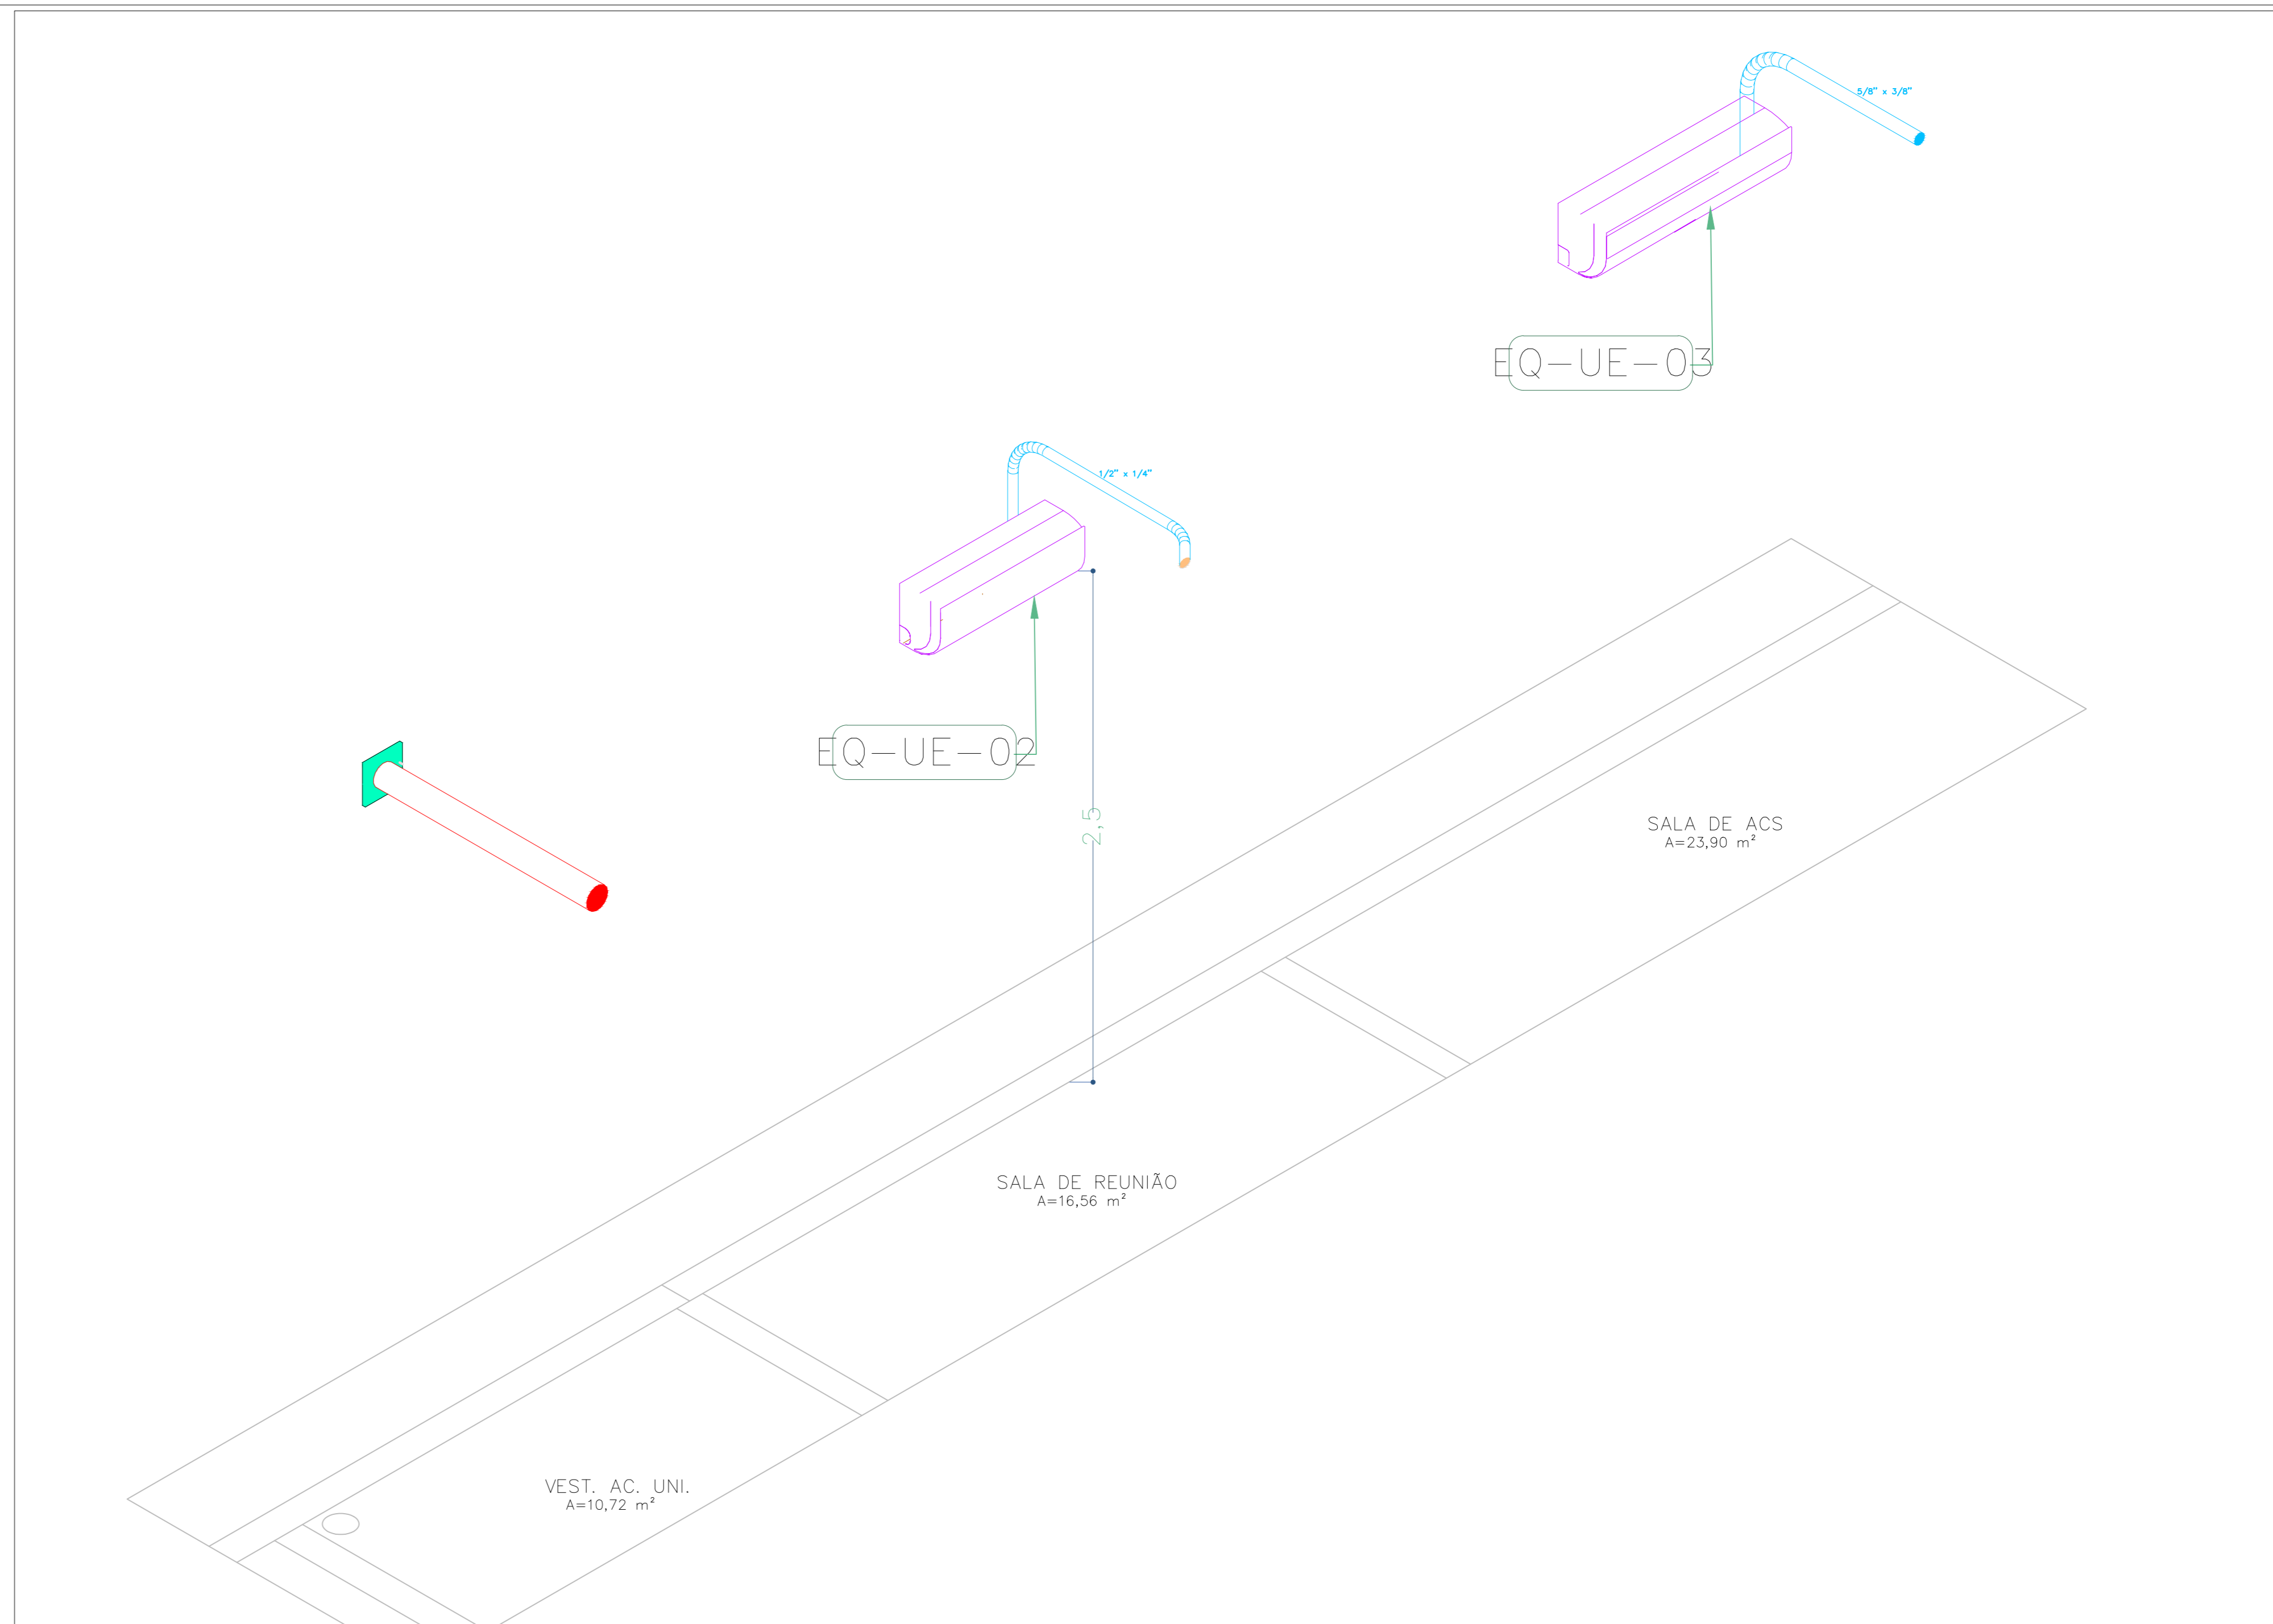 5/8" x 3/8"
EQ-UE-03
1/2" x 1/4"
EQ-UE-02
2,5
SALA DE ACS
A=23,90 m²
SALA DE REUNIÃO
A=16,56 m²
VEST. AC. UNI.
A=10,72 m²